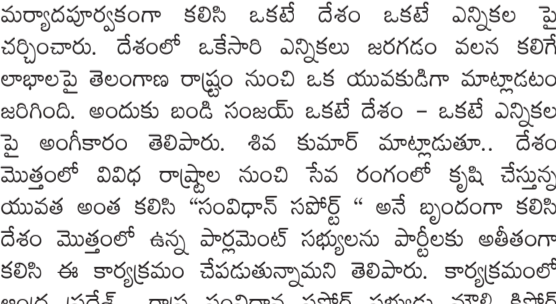 మర్యాదపూర్వకంగా కలిసి ఒకటే దేశం ఒకటే ఎన్నికల పై
చర్చించారు. దేశంలో ఒకేసారి ఎన్నికలు జరగడం వలన కలిగే
లాభాలపై తెలంగాణ రాష్ట్రం నుంచి ఒక యువకుడిగా మాట్లాడటం
జరిగింది. అందుకు బండి సంజయ్ ఒకటే దేశం – ఒకటే ఎన్నికల
పై అంగీకారం తెలిపారు. శివ కుమార్ మాట్లాడుతూ.. దేశం
మొత్తంలో వివిధ రాష్ట్రాల నుంచి సేవ రంగంలో కృషి చేస్తున్న
యువత అంత కలిసి “సంవిధాన్ సపోర్ట్ “ అనే బృందంగా కలిసి
దేశం మొత్తంలో ఉన్న పార్లమెంట్ సభ్యులను పార్టీలకు అతీతంగా
కలిసి ఈ కార్యక్రమం చేపడుతున్నామని తెలిపారు. కార్యక్రమంలో